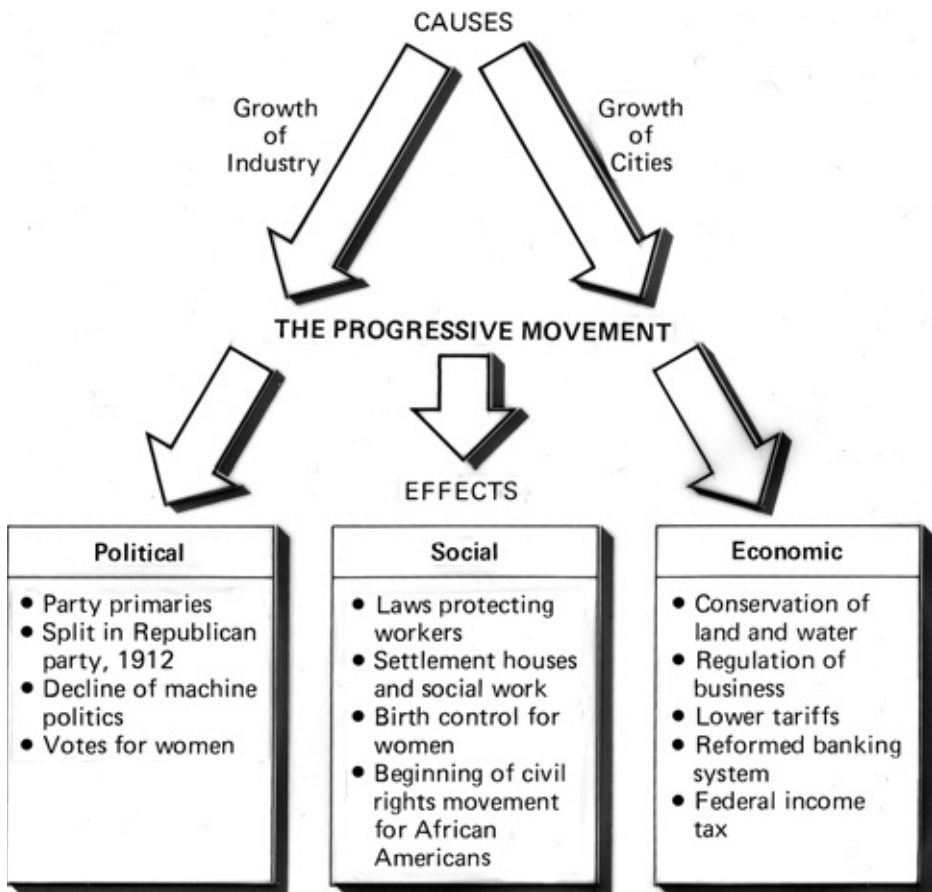 CAUSES
Growth
of
Industry
Growth
of
Cities
THE PROGRESSIVE MOVEMENT
EFFECTS
Political
• Party primaries
• Split in Republican
party, 1912
• Decline of machine
politics
• Votes for women
Social
• Laws protecting
workers
• Settlement houses
and social work
• Birth control for
women
• Beginning of civil
rights movement
for African
Americans
Economic
• Conservation of
land and water
• Regulation of
business
• Lower tariffs
• Reformed banking
system
• Federal income
tax